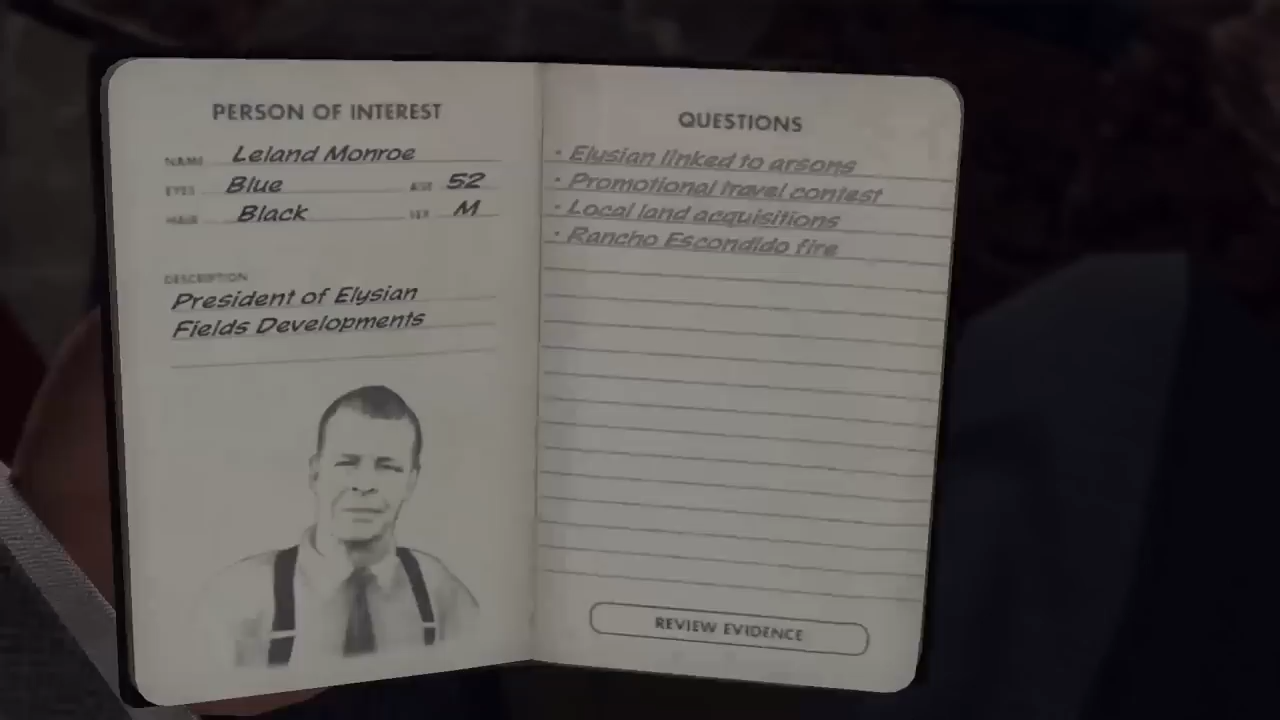 PERSON OF INTEREST
NAME Leland Monroe
EYES Blue AGE 52
HAIR Black SEX M
DESCRIPTION
President of Elysian
Fields Developments
QUESTIONS
· Elysian linked to arsons
· Promotional travel contest
· Local land acquisitions
· Rancho Escondido fire
REVIEW EVIDENCE